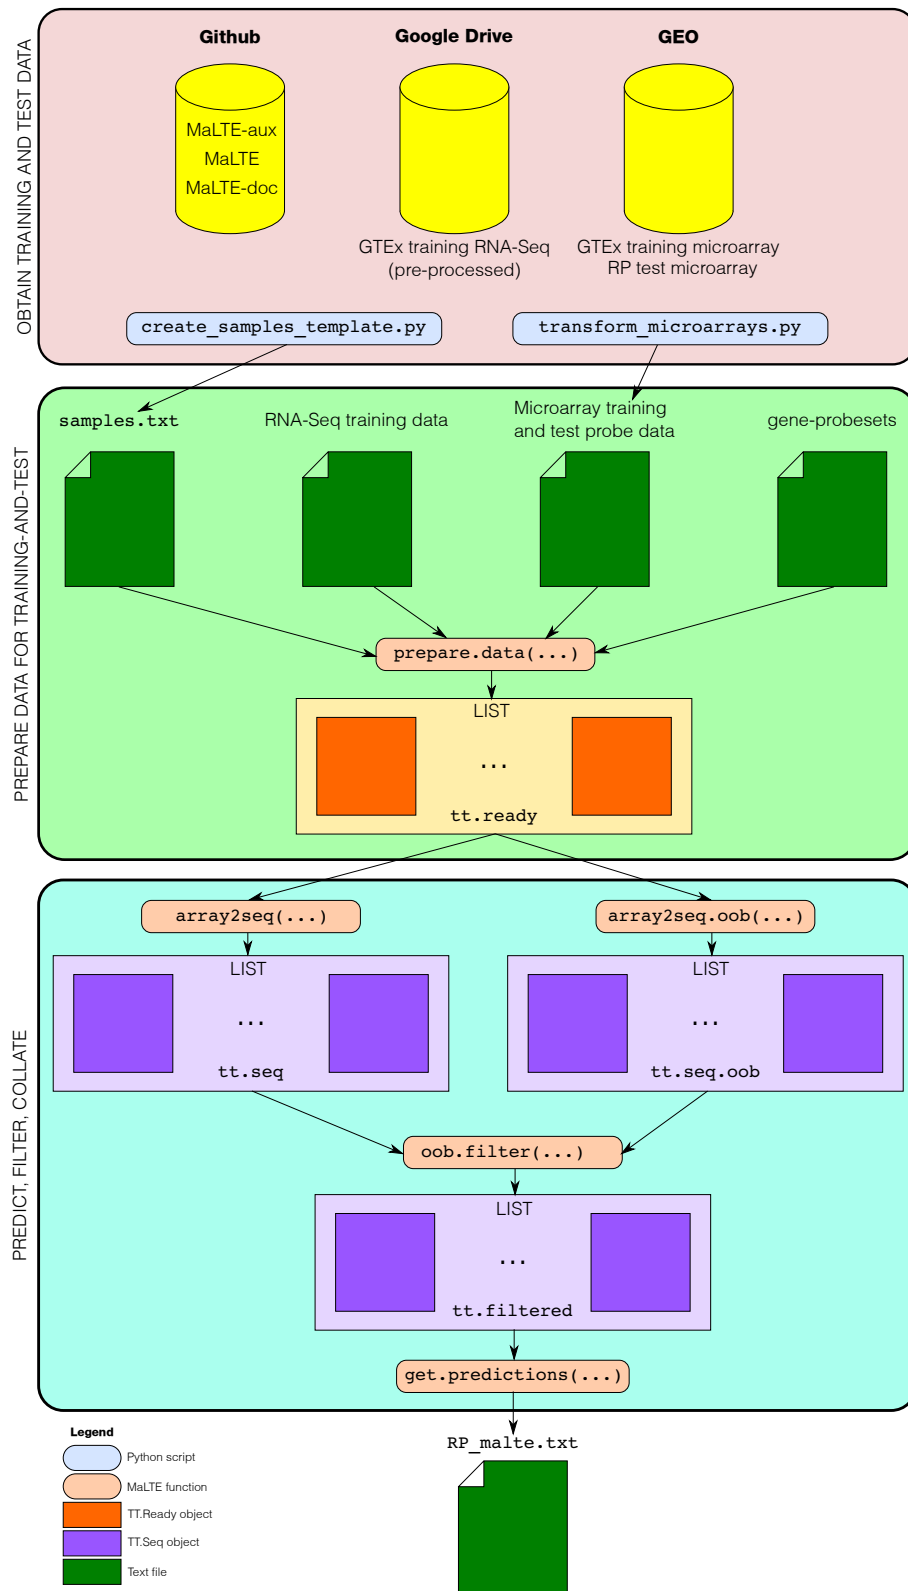 OBTAIN TRAINING AND TEST DATA
Github
Google Drive
GEO
MaLTE-aux
MaLTE
MaLTE-doc
GTEx training RNA-Seq
(pre-processed)
GTEx training microarray
RP test microarray
create_samples_template.py
transform_microarrays.py
PREPARE DATA FOR TRAINING-AND-TEST
samples.txt
RNA-Seq training data
Microarray training
and test probe data
gene-probesets
prepare.data(...)
LIST
...
tt.ready
PREDICT, FILTER, COLLATE
array2seq(...)
array2seq.oob(...)
LIST
...
tt.seq
LIST
...
tt.seq.oob
oob.filter(...)
LIST
...
tt.filtered
get.predictions(...)
RP_malte.txt
Legend
Python script
MaLTE function
TT.Ready object
TT.Seq object
Text file